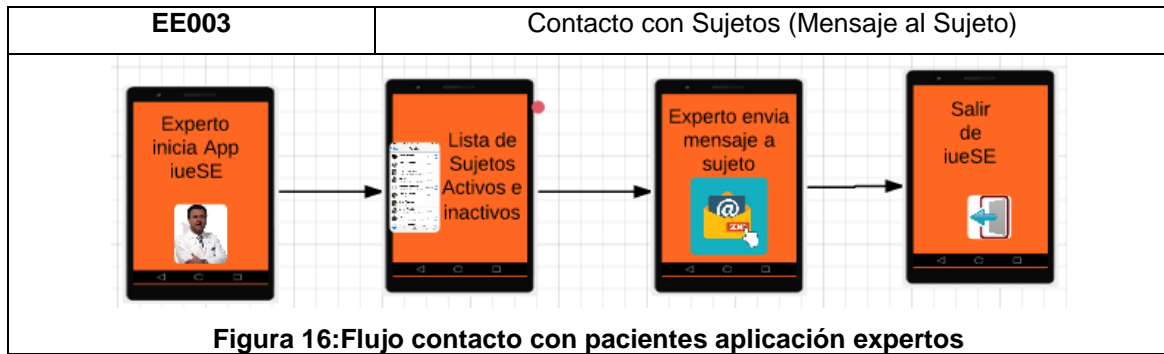 EE003
Contacto con Sujetos (Mensaje al Sujeto)
Experto
inicia App
iueSE
Lista de
Sujetos
Activos e
inactivos
Experto envia
mensaje a
sujeto
@
Salir
de
iueSE
Figura 16:Flujo contacto con pacientes aplicación expertos